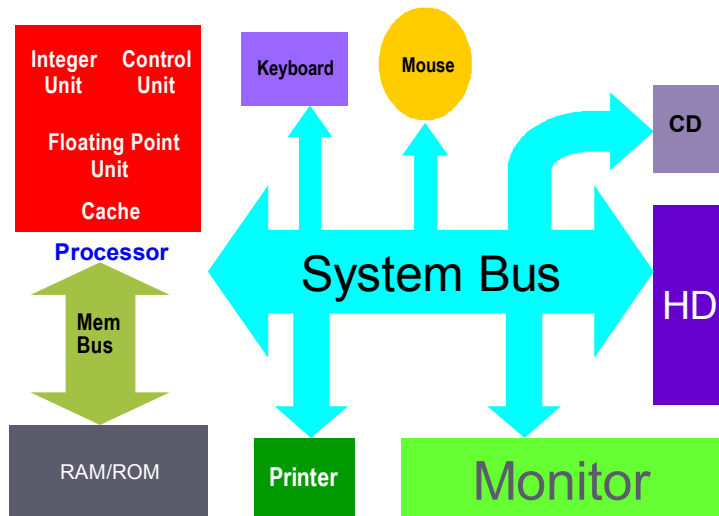 Integer
Unit
Control
Unit
Floating Point
Unit
Cache
Processor
Keyboard
Mouse
CD
System Bus
HD
Mem
Bus
RAM/ROM
Printer
Monitor